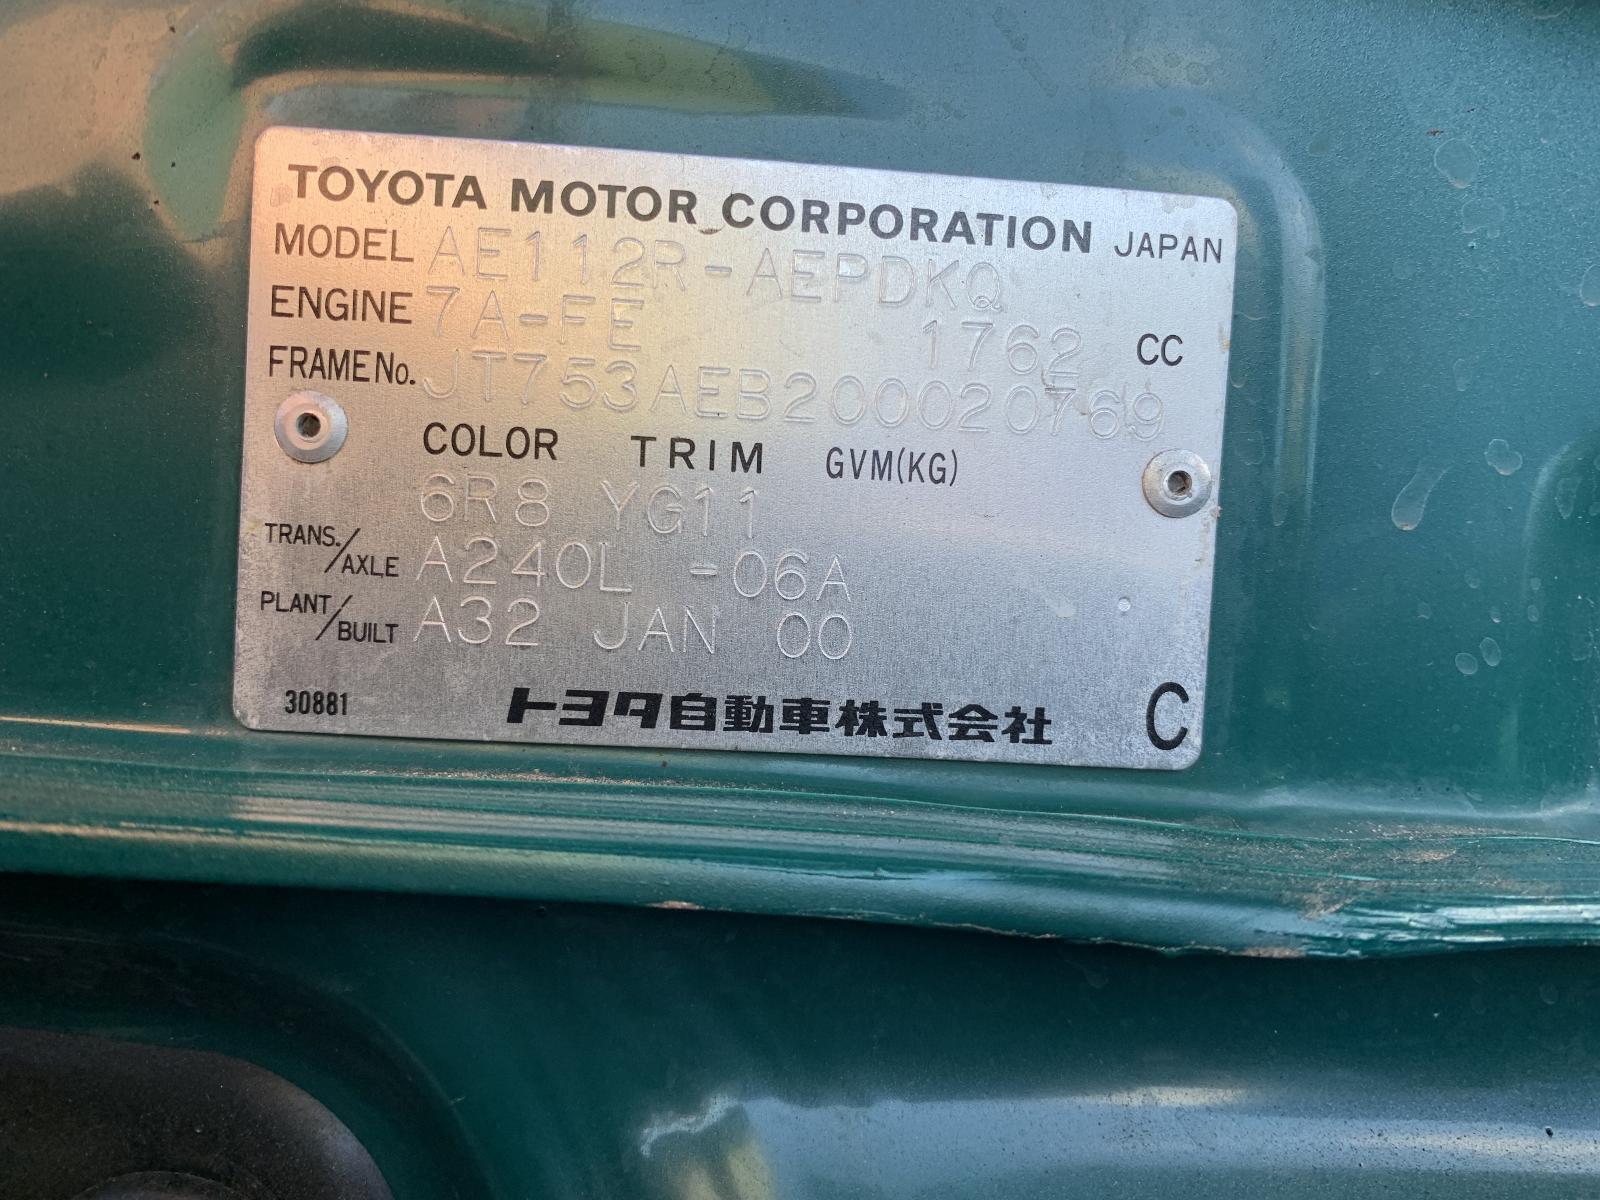 TOYOTA MOTOR CORPORATION JAPAN
MODEL AE112R-AEPDKQ
ENGINE 7A-FE 1762 CC
FRAME No. JT753AEB200020769
COLOR TRIM GVM(KG)
6R8 YG11
TRANS./AXLE A240L -06A
PLANT/BUILT A32 JAN 00
30881 トヨタ自動車株式会社 C